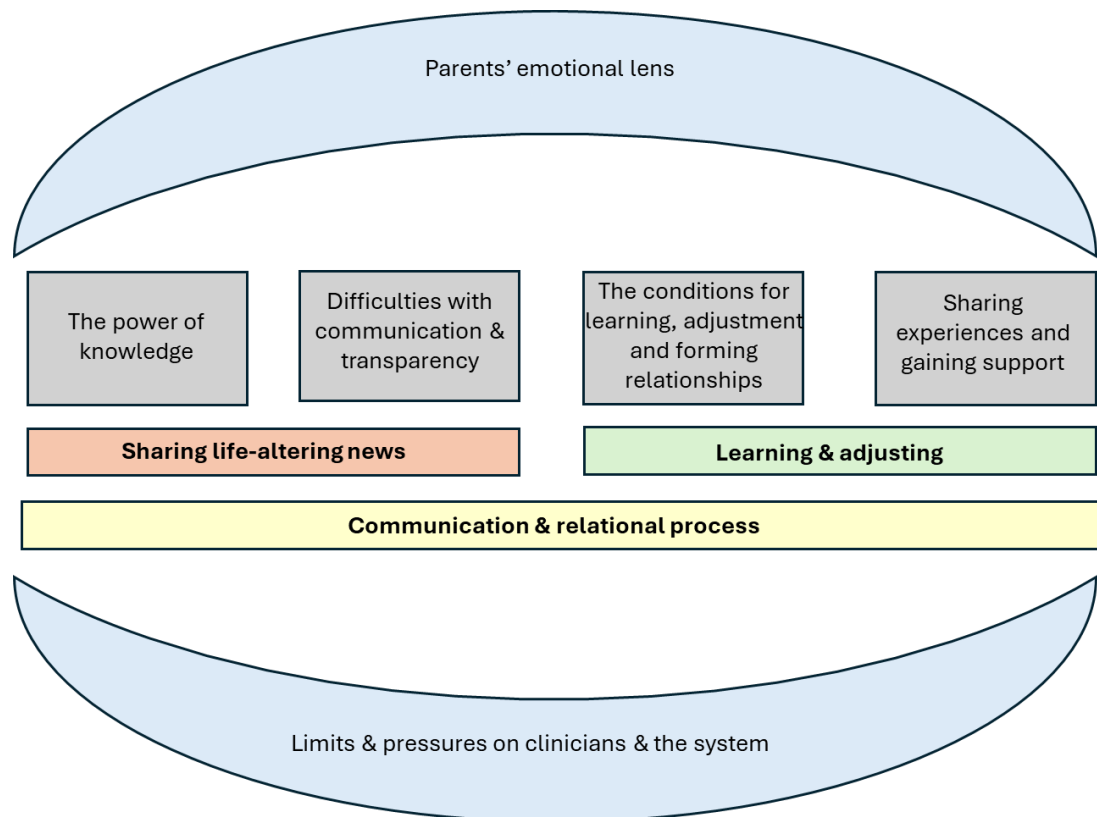 Parents’ emotional lens
The power of
knowledge
Difficulties with
communication &
transparency
The conditions for
learning, adjustment
and forming
relationships
Sharing
experiences and
gaining support
Sharing life-altering news
Learning & adjusting
Communication & relational process
Limits & pressures on clinicians & the system